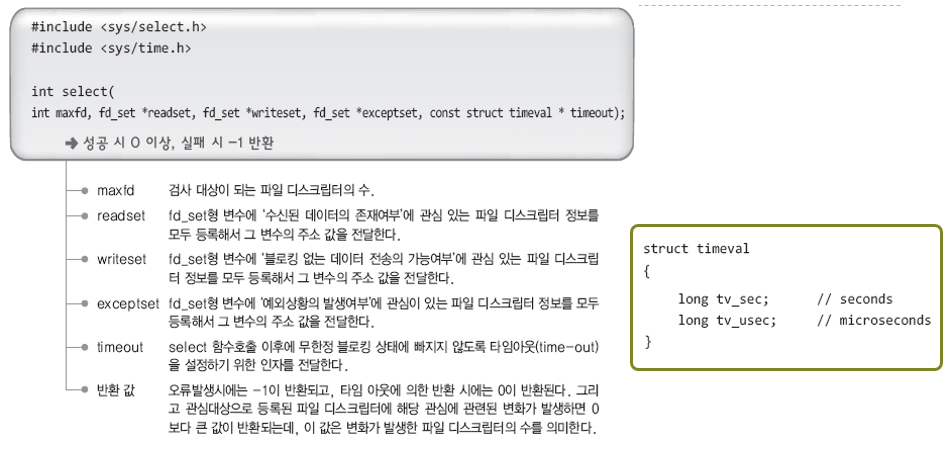 #include <sys/select.h>
#include <sys/time.h>
int select(
int maxfd, fd_set *readset, fd_set *writeset, fd_set *exceptset, const struct timeval * timeout);
➜ 성공 시 0 이상, 실패 시 -1 반환
maxfd 검사 대상이 되는 파일 디스크립터의 수.
readset fd_set형 변수에 '수신된 데이터의 존재여부'에 관심 있는 파일 디스크립터 정보를
모두 등록해서 그 변수의 주소 값을 전달한다.
writeset fd_set형 변수에 '블로킹 없는 데이터 전송의 가능여부'에 관심 있는 파일 디스크립
터 정보를 모두 등록해서 그 변수의 주소 값을 전달한다.
exceptset fd_set형 변수에 '예외상황의 발생여부'에 관심이 있는 파일 디스크립터 정보를 모두
등록해서 그 변수의 주소 값을 전달한다.
timeout select 함수호출 이후에 무한정 블로킹 상태에 빠지지 않도록 타임아웃(time-out)
을 설정하기 위한 인자를 전달한다.
반환 값 오류발생시에는 -1이 반환되고, 타임 아웃에 의한 반환 시에는 0이 반환된다. 그리
고 관심대상으로 등록된 파일 디스크립터에 해당 관심에 관련된 변화가 발생하면 0
보다 큰 값이 반환되는데, 이 값은 변화가 발생한 파일 디스크립터의 수를 의미한다.
struct timeval
{
long tv_sec; // seconds
long tv_usec; // microseconds
}